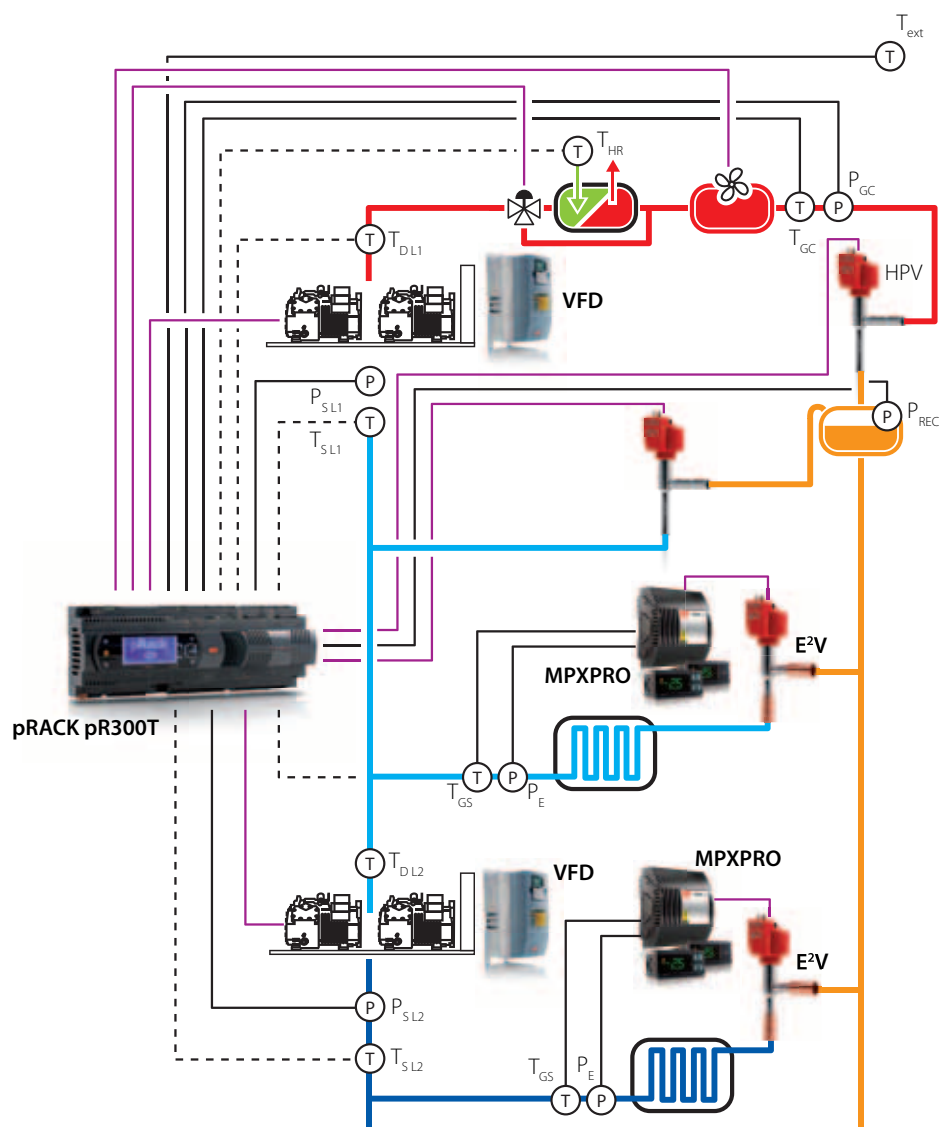 T ext
T
T
T HR
P GC
T
T D L1
T
P
T GC
HPV
VFD
P
P S L1
T
T S L1
P
P REC
E²V
MPXPRO
pRACK pR300T
T
P
T GS
P E
T
T D L2
MPXPRO
VFD
E²V
P
P S L2
T
T S L2
T GS
P E
T
P